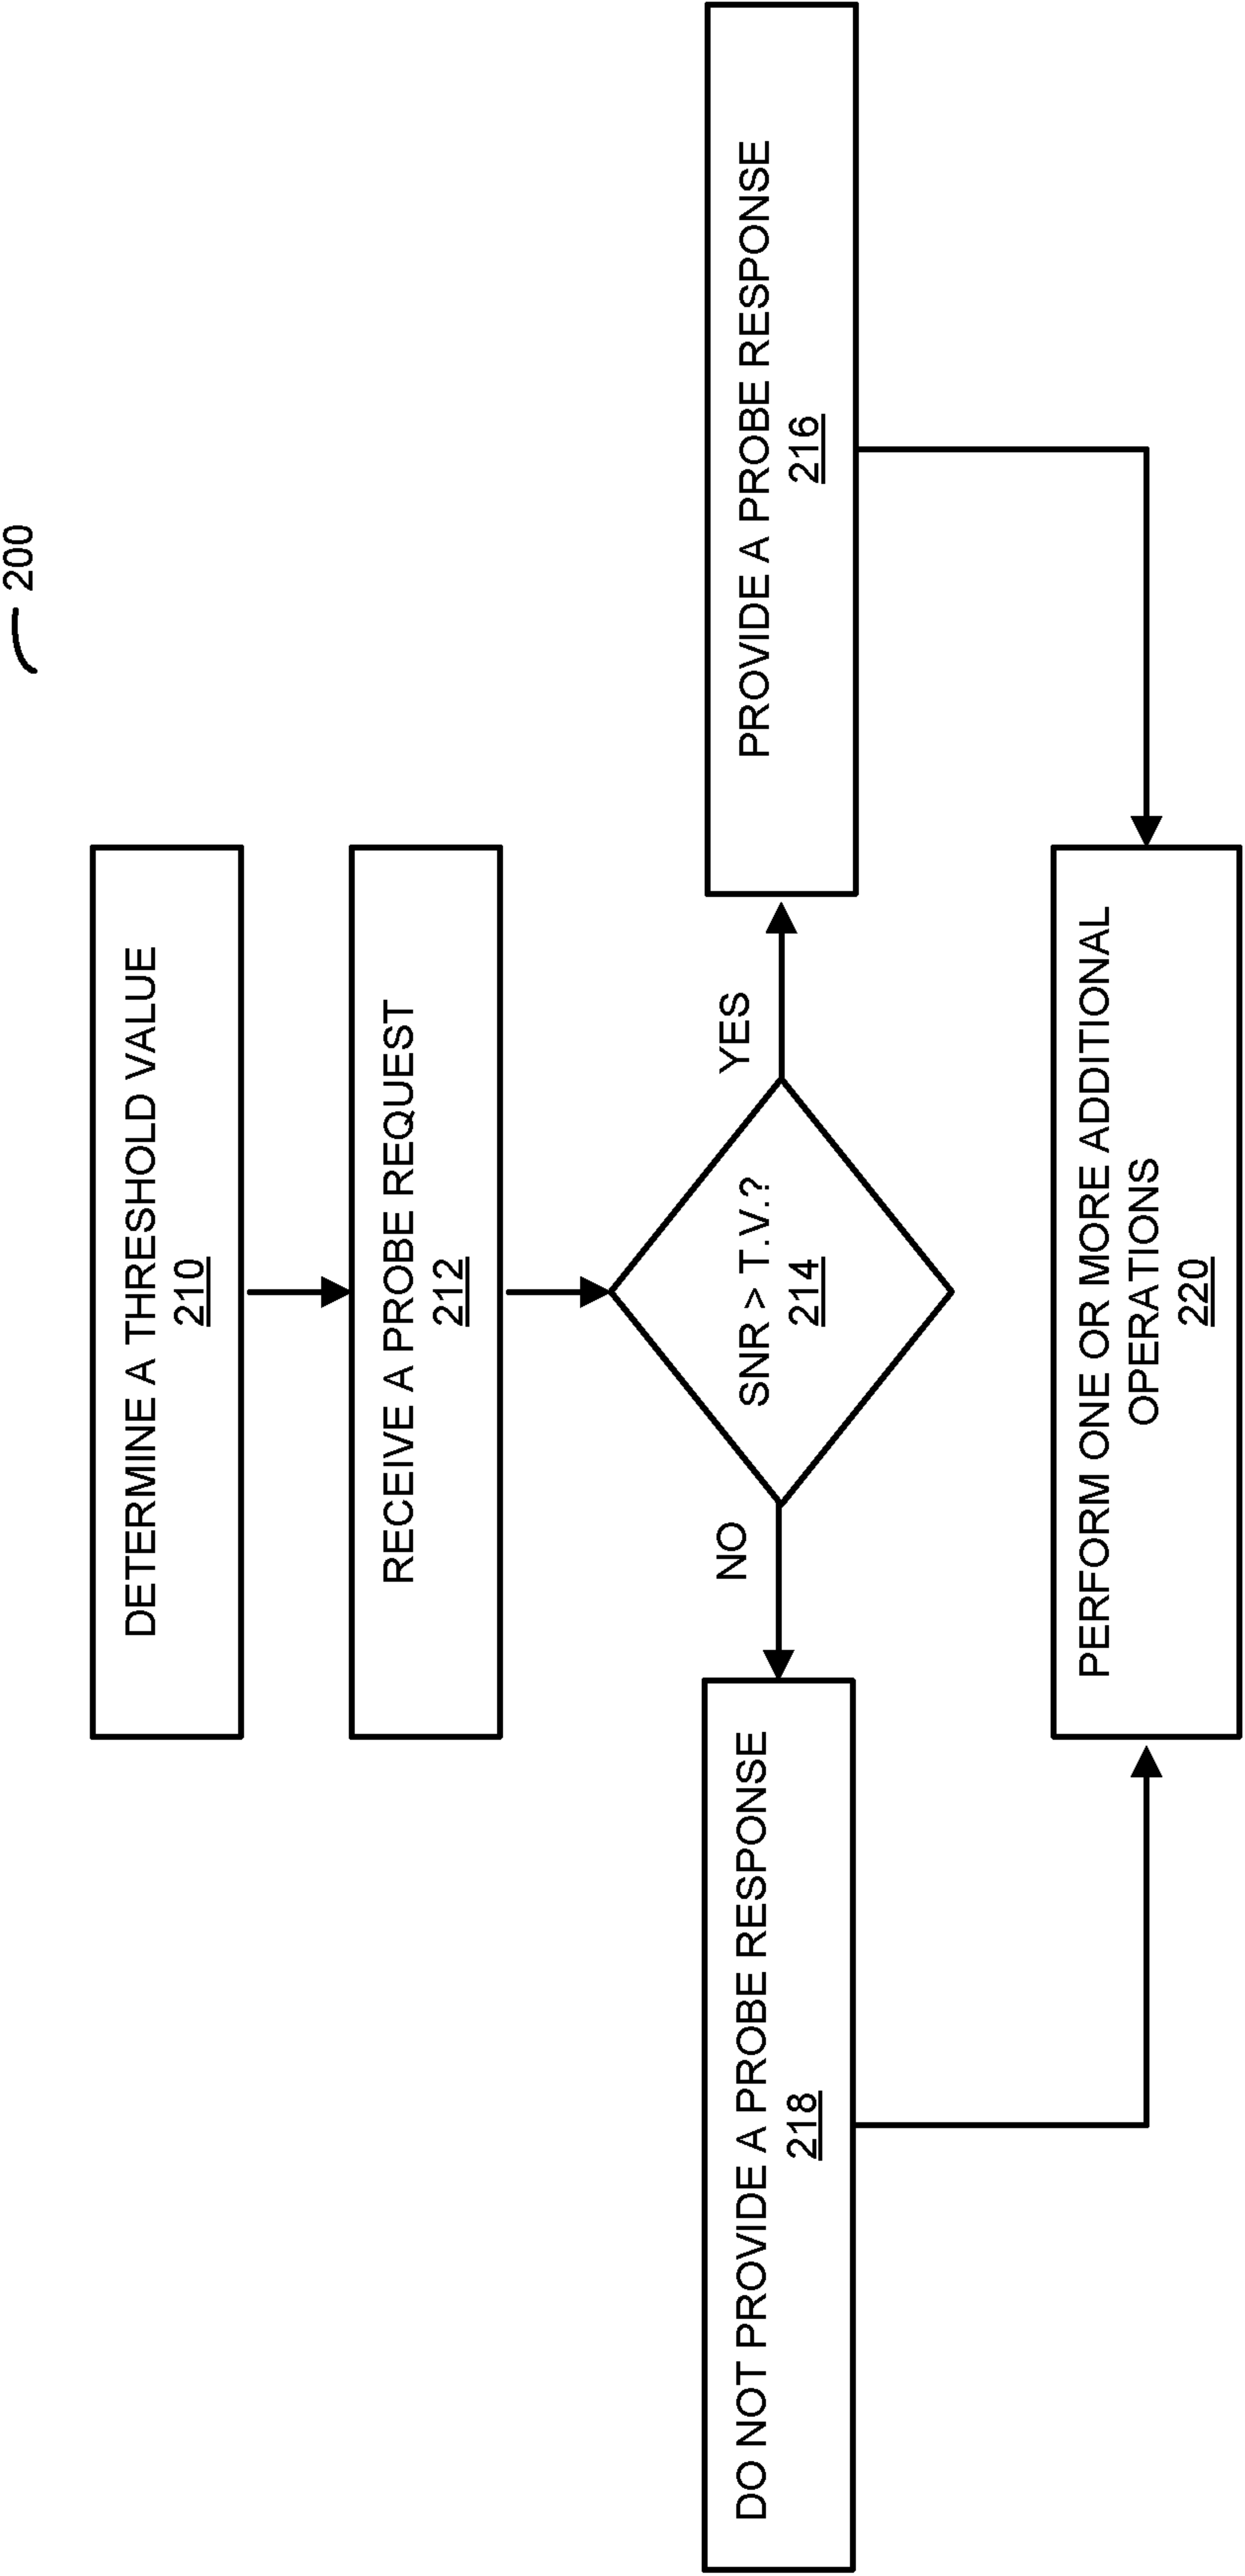 200
DETERMINE A THRESHOLD VALUE
210
RECEIVE A PROBE REQUEST
212
SNR > T.V.?
214
NO
YES
DO NOT PROVIDE A PROBE RESPONSE
218
PROVIDE A PROBE RESPONSE
216
PERFORM ONE OR MORE ADDITIONAL
OPERATIONS
220